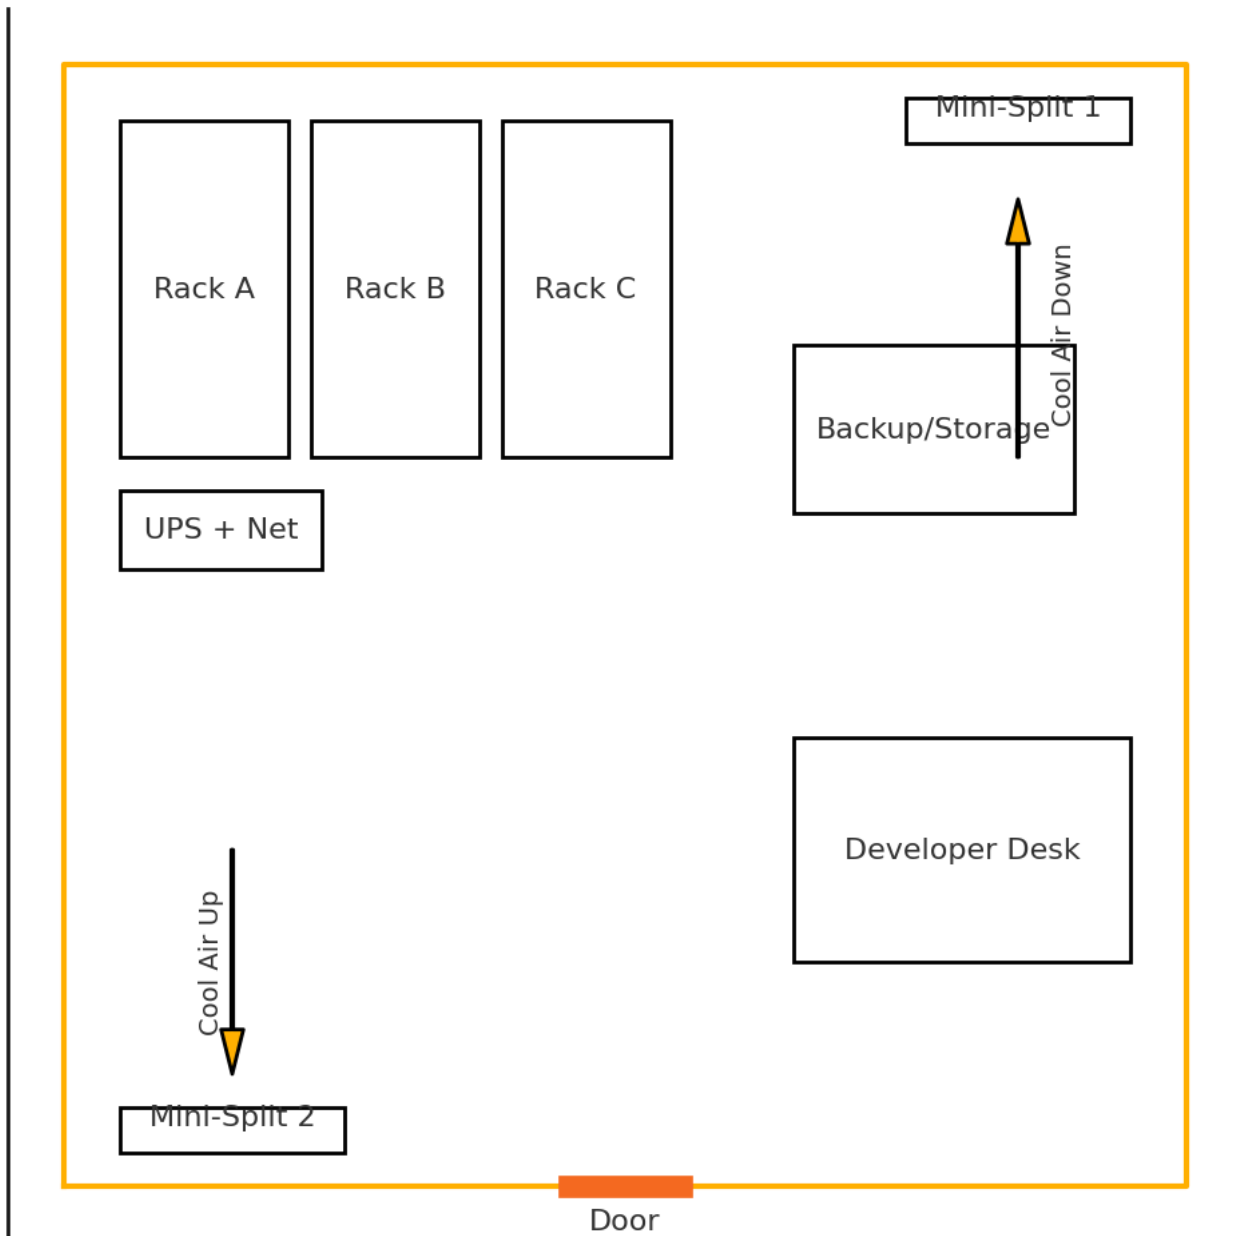 Mini-Split 1
Rack A
Rack B
Rack C
Cool Air Down
Backup/Storage
UPS + Net
Developer Desk
Cool Air Up
Mini-Split 2
Door